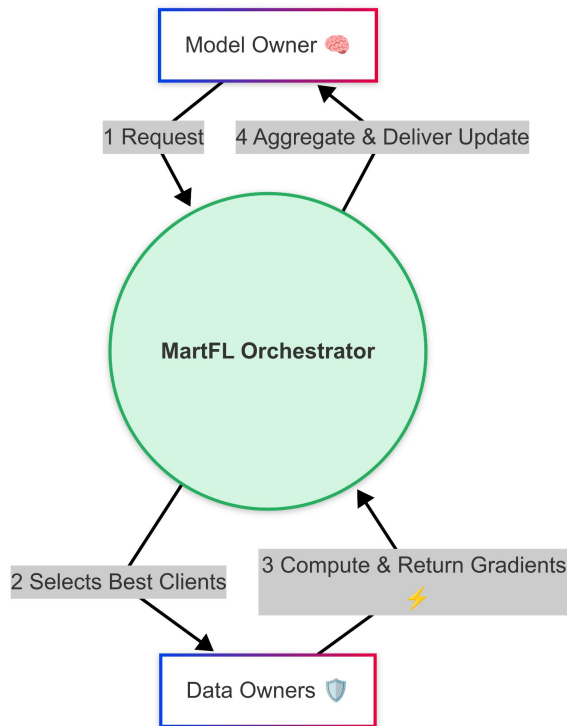 Model Owner 🧠
1 Request
4 Aggregate & Deliver Update
MartFL Orchestrator
2 Selects Best Clients
3 Compute & Return Gradients
⚡
Data Owners 🛡️